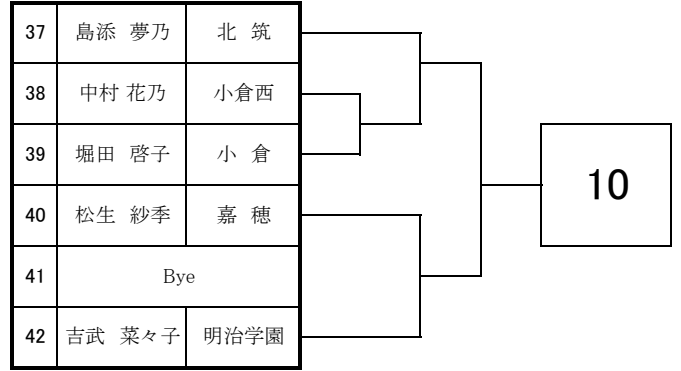 37 島添 夢乃 北 筑
38 中村 花乃 小倉西
39 堀田 啓子 小 倉
40 松生 紗季 嘉 穂
41 Bye
42 吉武 菜々子 明治学園
10